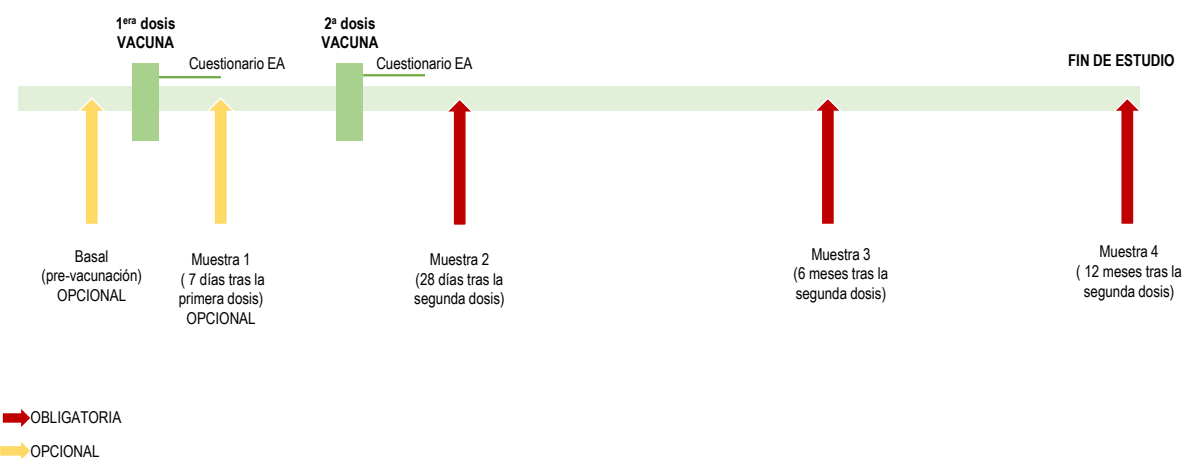 1era dosis
VACUNA
2ª dosis
VACUNA
Cuestionario EA
Cuestionario EA
FIN DE ESTUDIO
Basal
(pre-vacunación)
OPCIONAL
Muestra 1
( 7 días tras la
primera dosis)
OPCIONAL
Muestra 2
(28 días tras la
segunda dosis)
Muestra 3
(6 meses tras la
segunda dosis)
Muestra 4
( 12 meses tras la
segunda dosis)
OBLIGATORIA
OPCIONAL